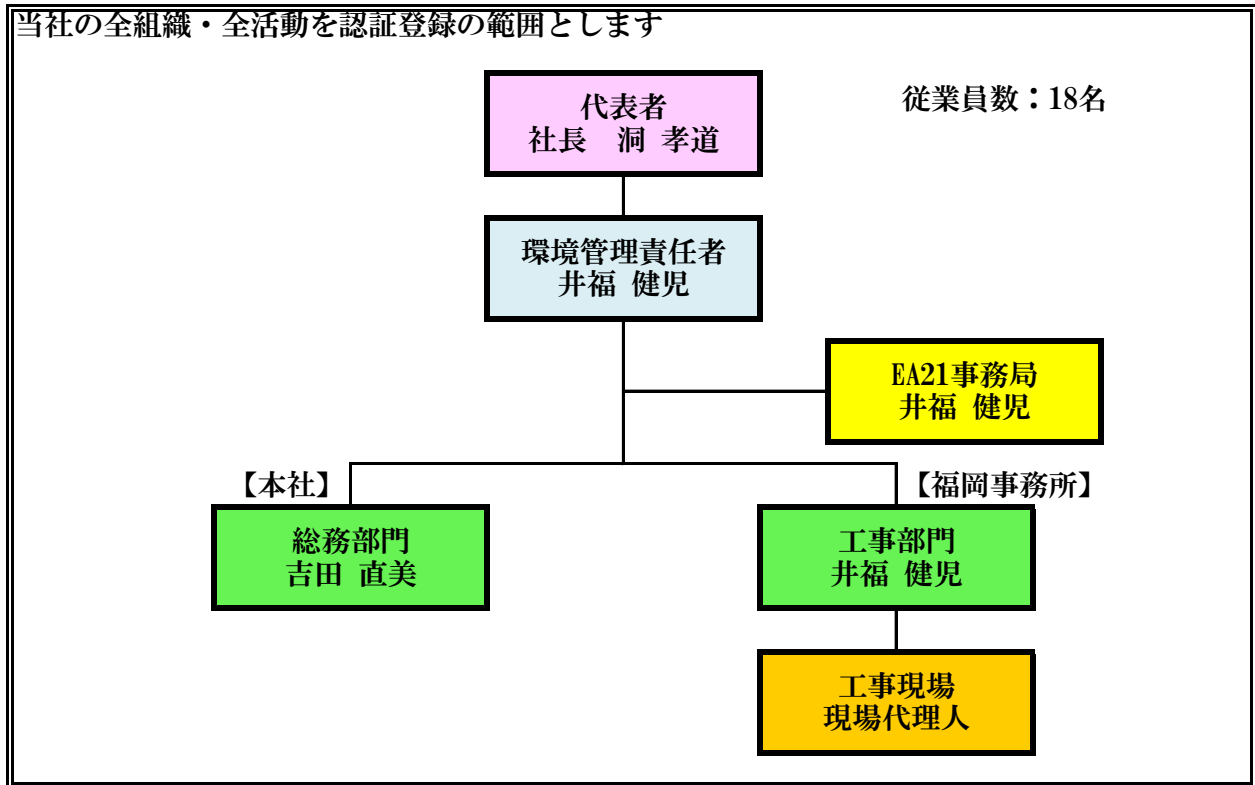 当社の全組織・全活動を認証登録の範囲とします
代表者
社長　洞 孝道
従業員数：18名
環境管理責任者
井福 健児
EA21事務局
井福 健児
【本社】
【福岡事務所】
総務部門
吉田 直美
工事部門
井福 健児
工事現場
現場代理人